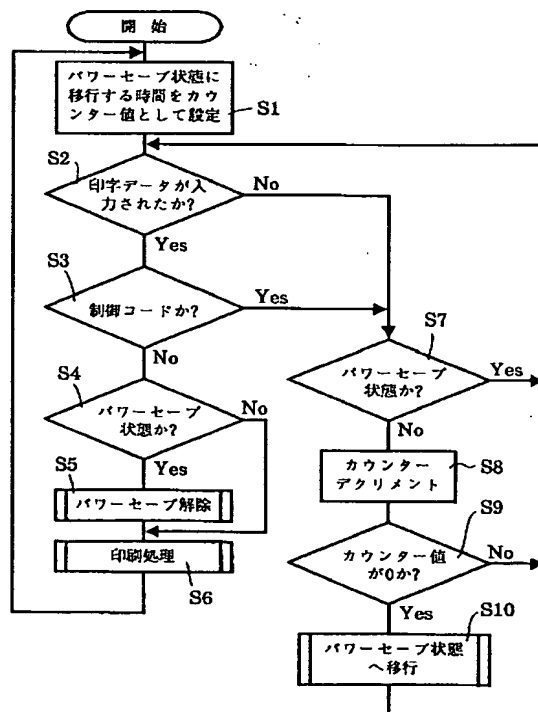 開始
パワーセーブ状態に
移行する時間をカウ
ンター値として設定
S1
S2
印字データが入
力されたか?
No
Yes
S3
制御コードか?
Yes
No
S4
パワーセーブ
状態か?
No
Yes
S5
パワーセーブ解除
印刷処理
S6
S7
パワーセーブ
状態か?
Yes
No
カウンター
デクリメント
S8
S9
カウンター値
が0か?
No
Yes
S10
パワーセーブ状態
へ移行